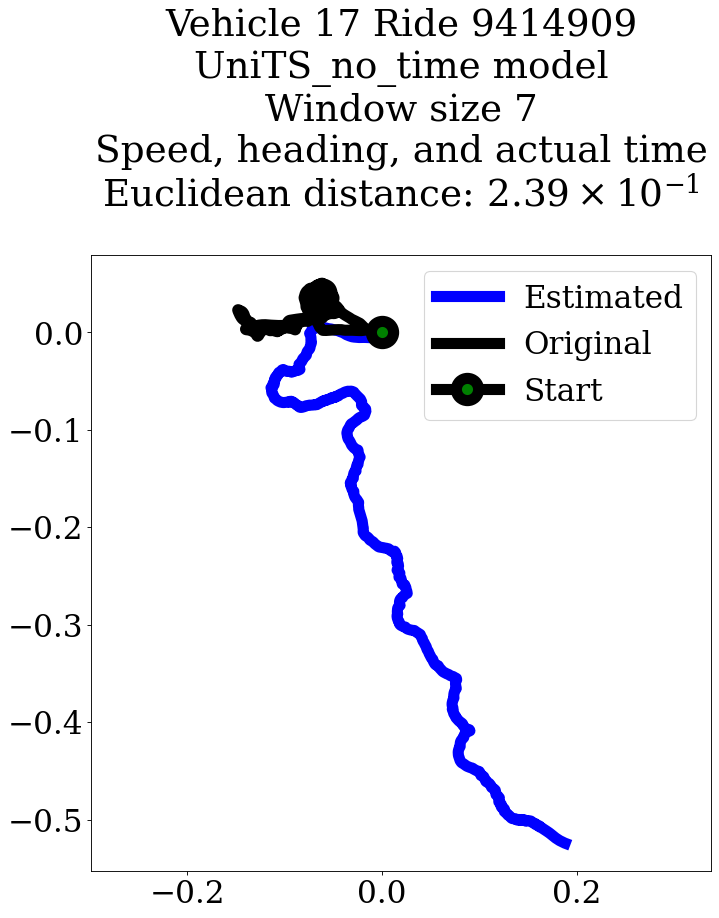 Vehicle 17 Ride 9414909
UniTS_no_time model
Window size 7
Speed, heading, and actual time
Euclidean distance: 2.39 × 10⁻¹
Estimated
Original
Start
0.0
−0.1
−0.2
−0.3
−0.4
−0.5
−0.2 0.0 0.2